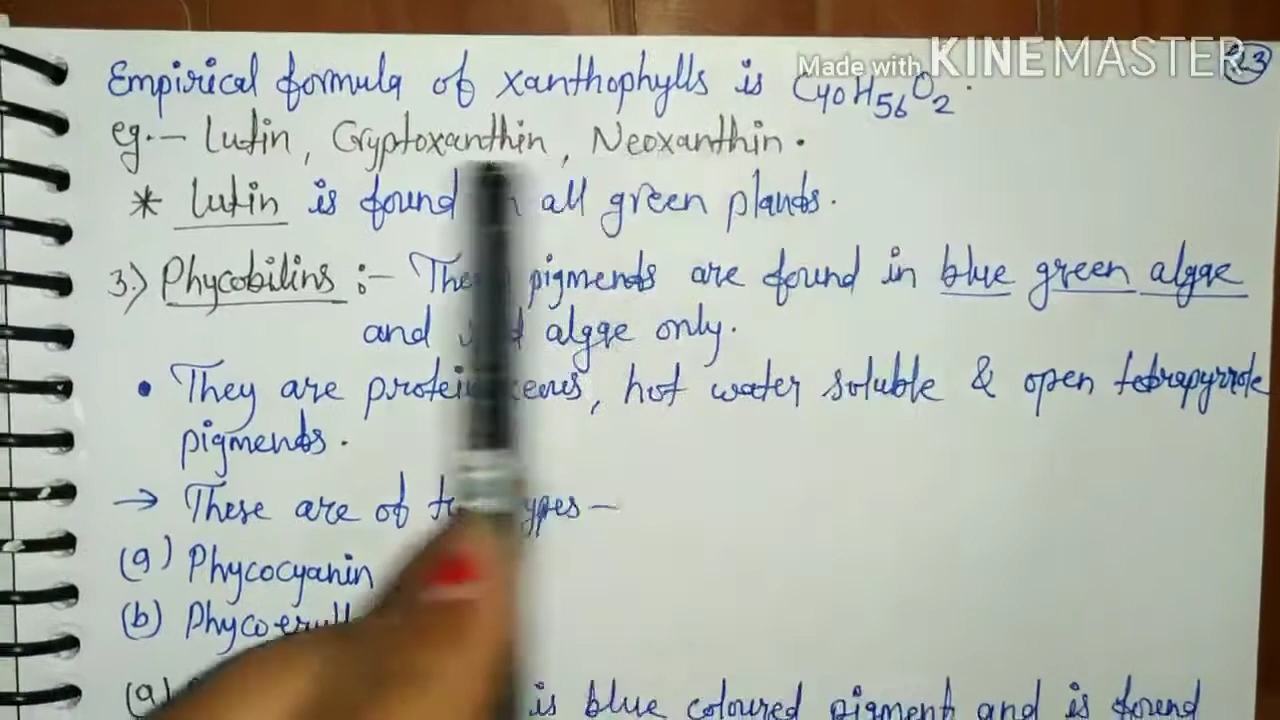 Made with KINEMASTER
23
Empirical formula of xanthophylls is C40H56O2.
eg.- Lutin, Cryptoxanthin, Neoxanthin.
* Lutin is found all green plants.
3.) Phycobilins :- pigments are found in blue green algae
and algae only.
• They are hot water soluble & open tetrapyrrole
pigments.
→ These are of types -
(a) Phycocyanin
(b)
(a) is blue coloured pigment and is found